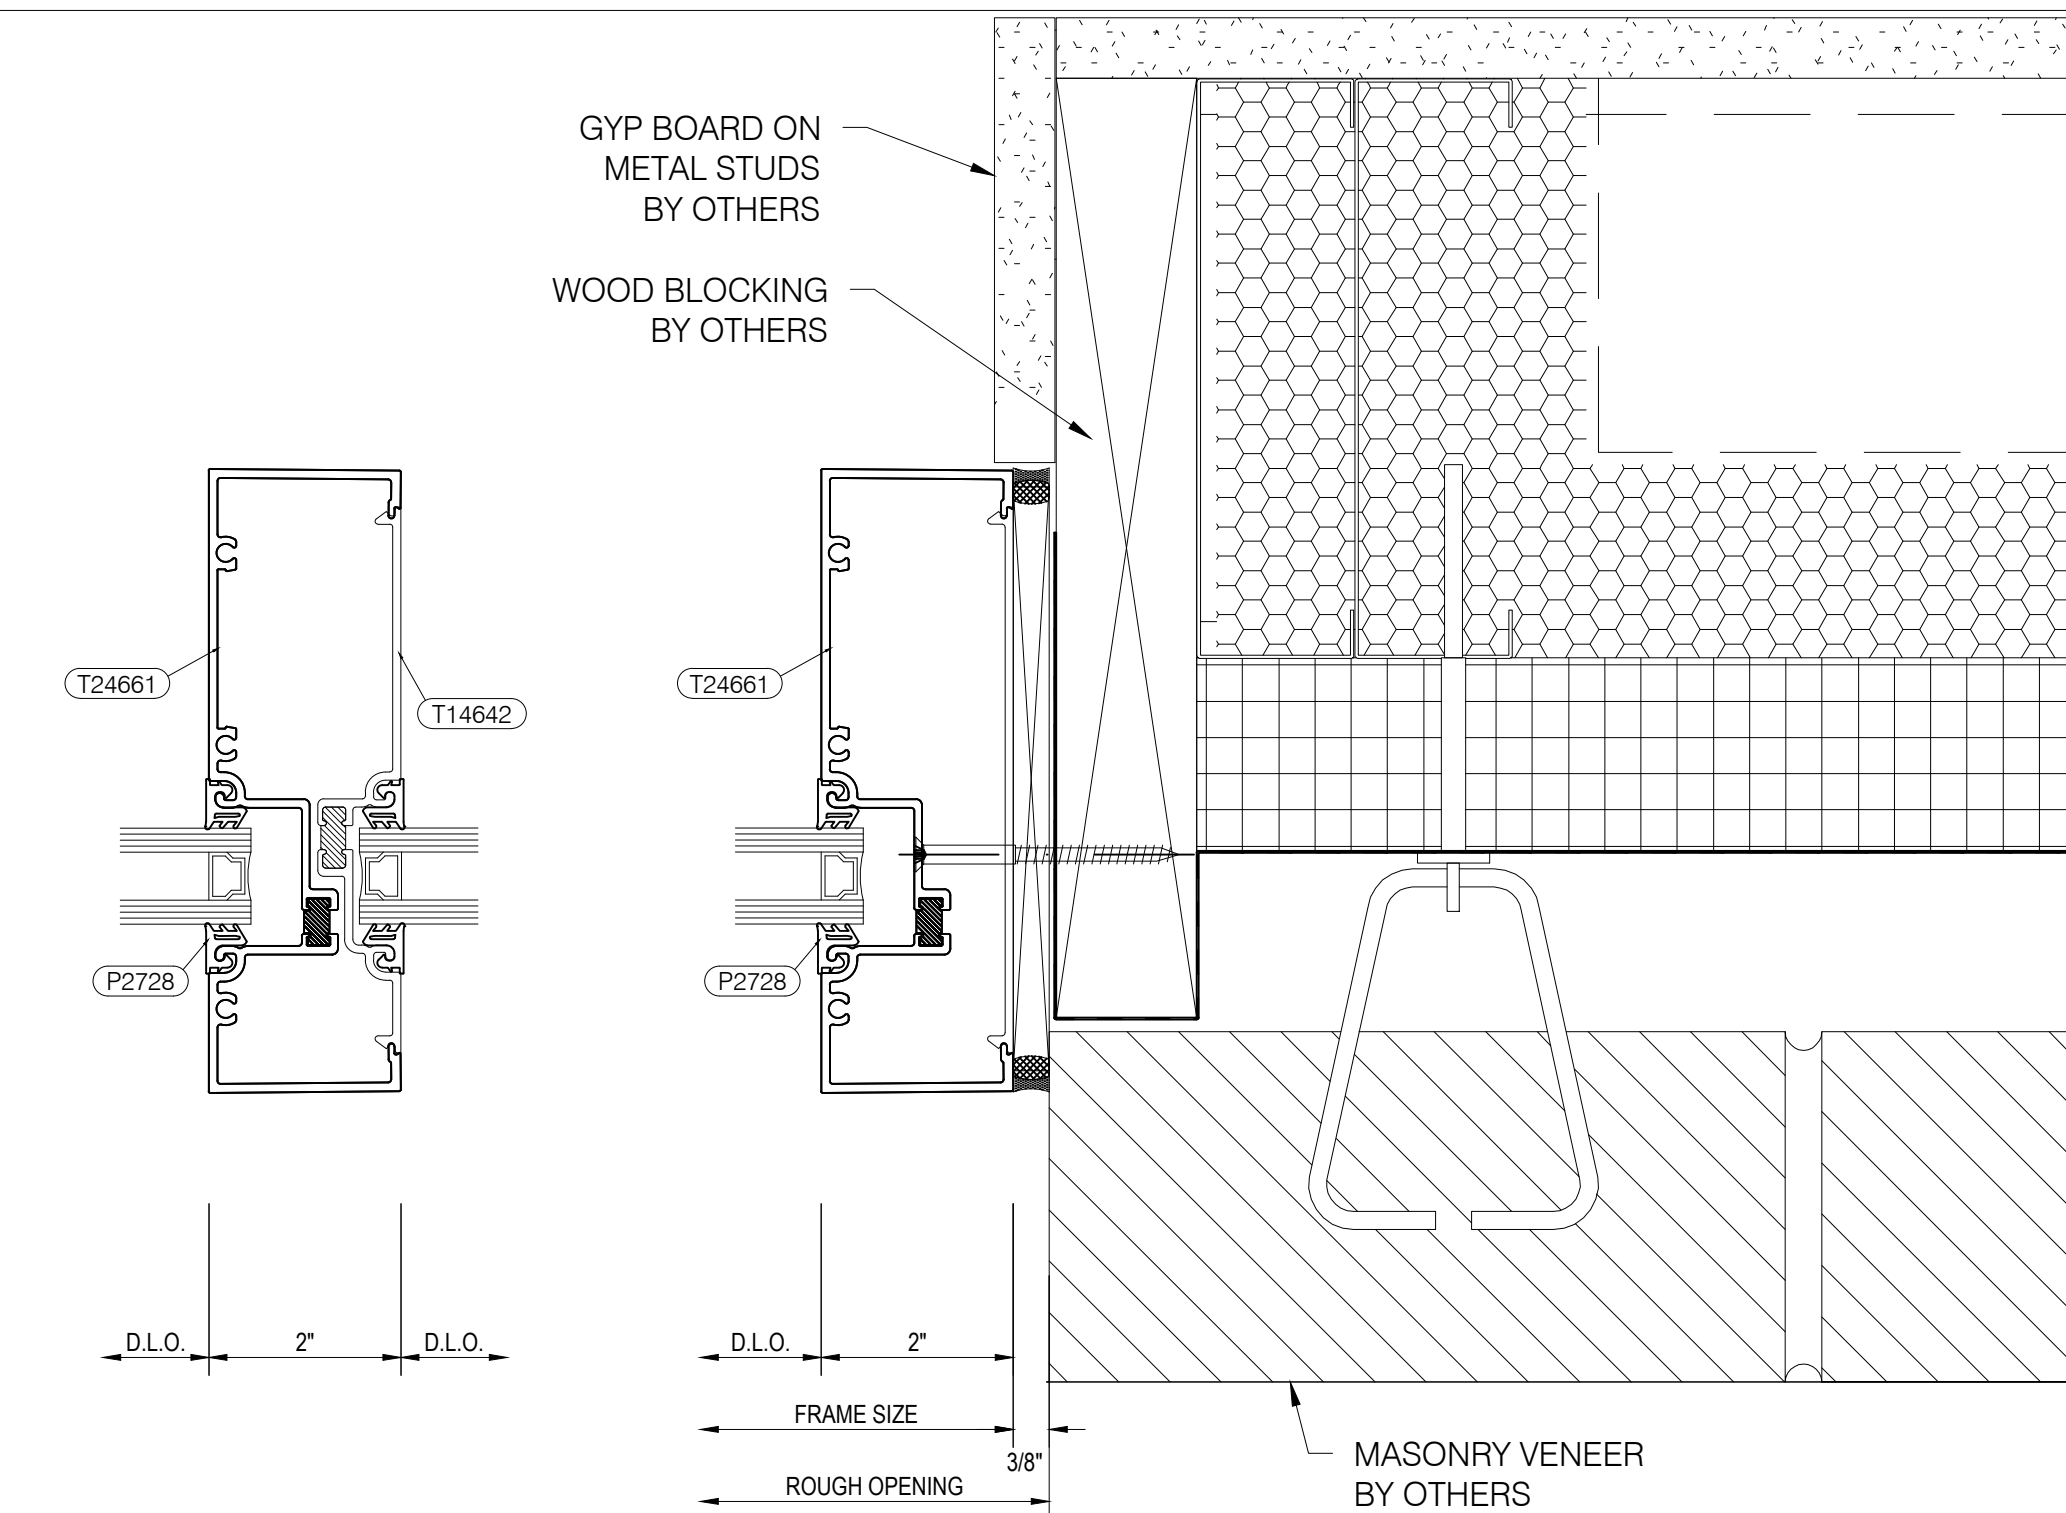 GYP BOARD ON
METAL STUDS
BY OTHERS
WOOD BLOCKING
BY OTHERS
T24661
T14642
T24661
P2728
P2728
D.L.O.
2"
D.L.O.
D.L.O.
2"
FRAME SIZE
3/8"
ROUGH OPENING
MASONRY VENEER
BY OTHERS